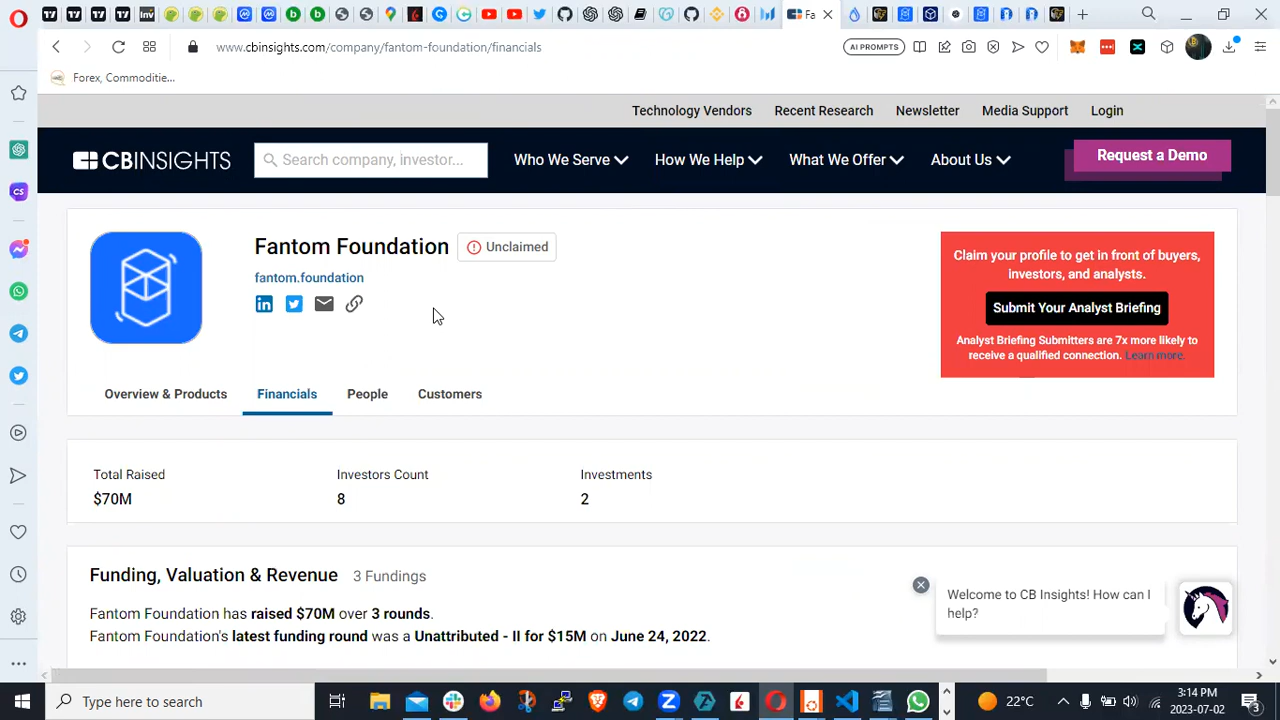 Fa
www.cbinsights.com/company/fantom-foundation/financials
AI PROMPTS
Forex, Commoditie...
Technology Vendors
Recent Research
Newsletter
Media Support
Login
CBINSIGHTS
Search company, investor...
Who We Serve
How We Help
What We Offer
About Us
Request a Demo
Fantom Foundation
Unclaimed
fantom.foundation
Claim your profile to get in front of buyers,
investors, and analysts.
Submit Your Analyst Briefing
Analyst Briefing Submitters are 7x more likely to
receive a qualified connection. Learn more.
Overview & Products
Financials
People
Customers
Total Raised
Investors Count
Investments
$70M
8
2
Funding, Valuation & Revenue 3 Fundings
Fantom Foundation has raised $70M over 3 rounds.
Fantom Foundation's latest funding round was a Unattributed - II for $15M on June 24, 2022.
Welcome to CB Insights! How can I
help?
Type here to search
22°C
3:14 PM
2023-07-02
3